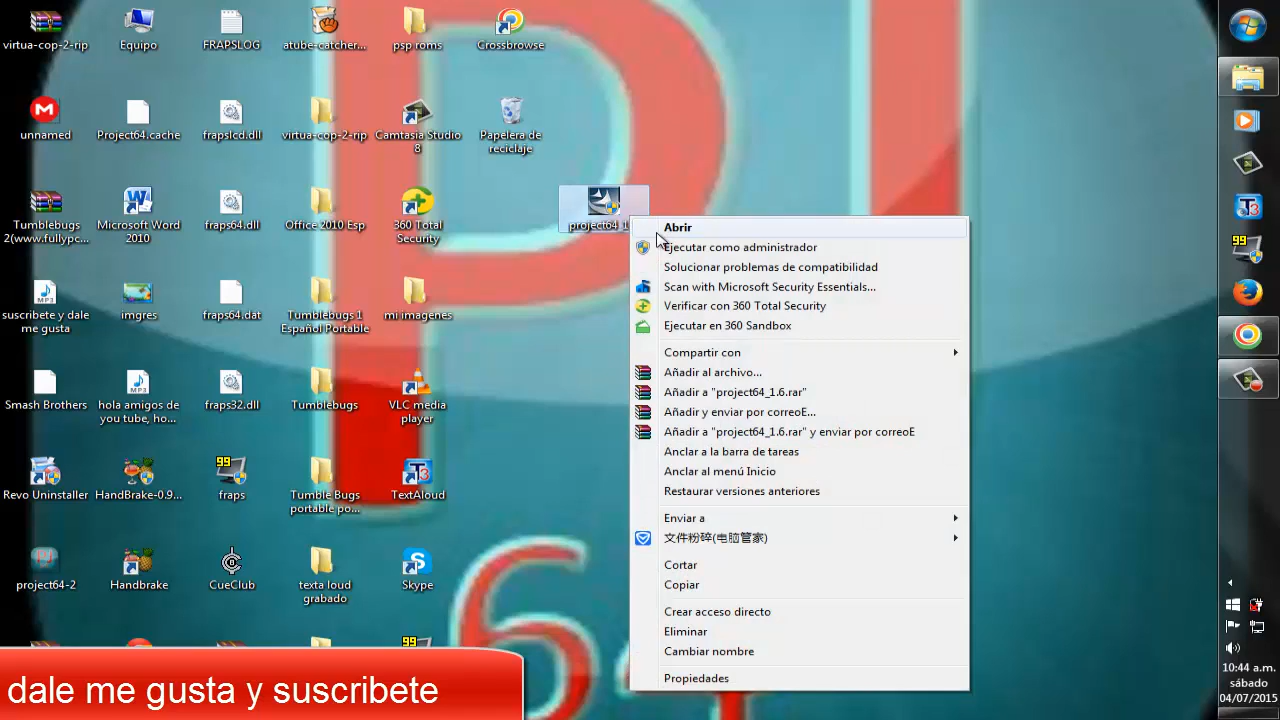 virtua-cop-2-rip
Equipo
FRAPSLOG
atube-catcher...
psp roms
Crossbrowse
unnamed
Project64.cache
frapslcd.dll
virtua-cop-2-rip
Camtasia Studio
8
Papelera de
reciclaje
Tumblebugs
2(www.fullypc...
Microsoft Word
2010
fraps64.dll
Office 2010 Esp
360 Total
Security
project64_1
suscribete y dale
me gusta
imgres
fraps64.dat
Tumblebugs 1
Español Portable
mi imagenes
Smash Brothers
hola amigos de
you tube, ho...
fraps32.dll
Tumblebugs
VLC media
player
Revo Uninstaller
HandBrake-0.9...
fraps
Tumble Bugs
portable po...
TextAloud
project64-2
Handbrake
CueClub
texta loud
grabado
Skype
Abrir
Ejecutar como administrador
Solucionar problemas de compatibilidad
Scan with Microsoft Security Essentials...
Verificar con 360 Total Security
Ejecutar en 360 Sandbox
Compartir con
Añadir al archivo...
Añadir a "project64_1.6.rar"
Añadir y enviar por correoE...
Añadir a "project64_1.6.rar" y enviar por correoE
Anclar a la barra de tareas
Anclar al menú Inicio
Restaurar versiones anteriores
Enviar a
文件粉碎(电脑管家)
Cortar
Copiar
Crear acceso directo
Eliminar
Cambiar nombre
Propiedades
dale me gusta y suscribete
10:44 a.m.
sábado
04/07/2015